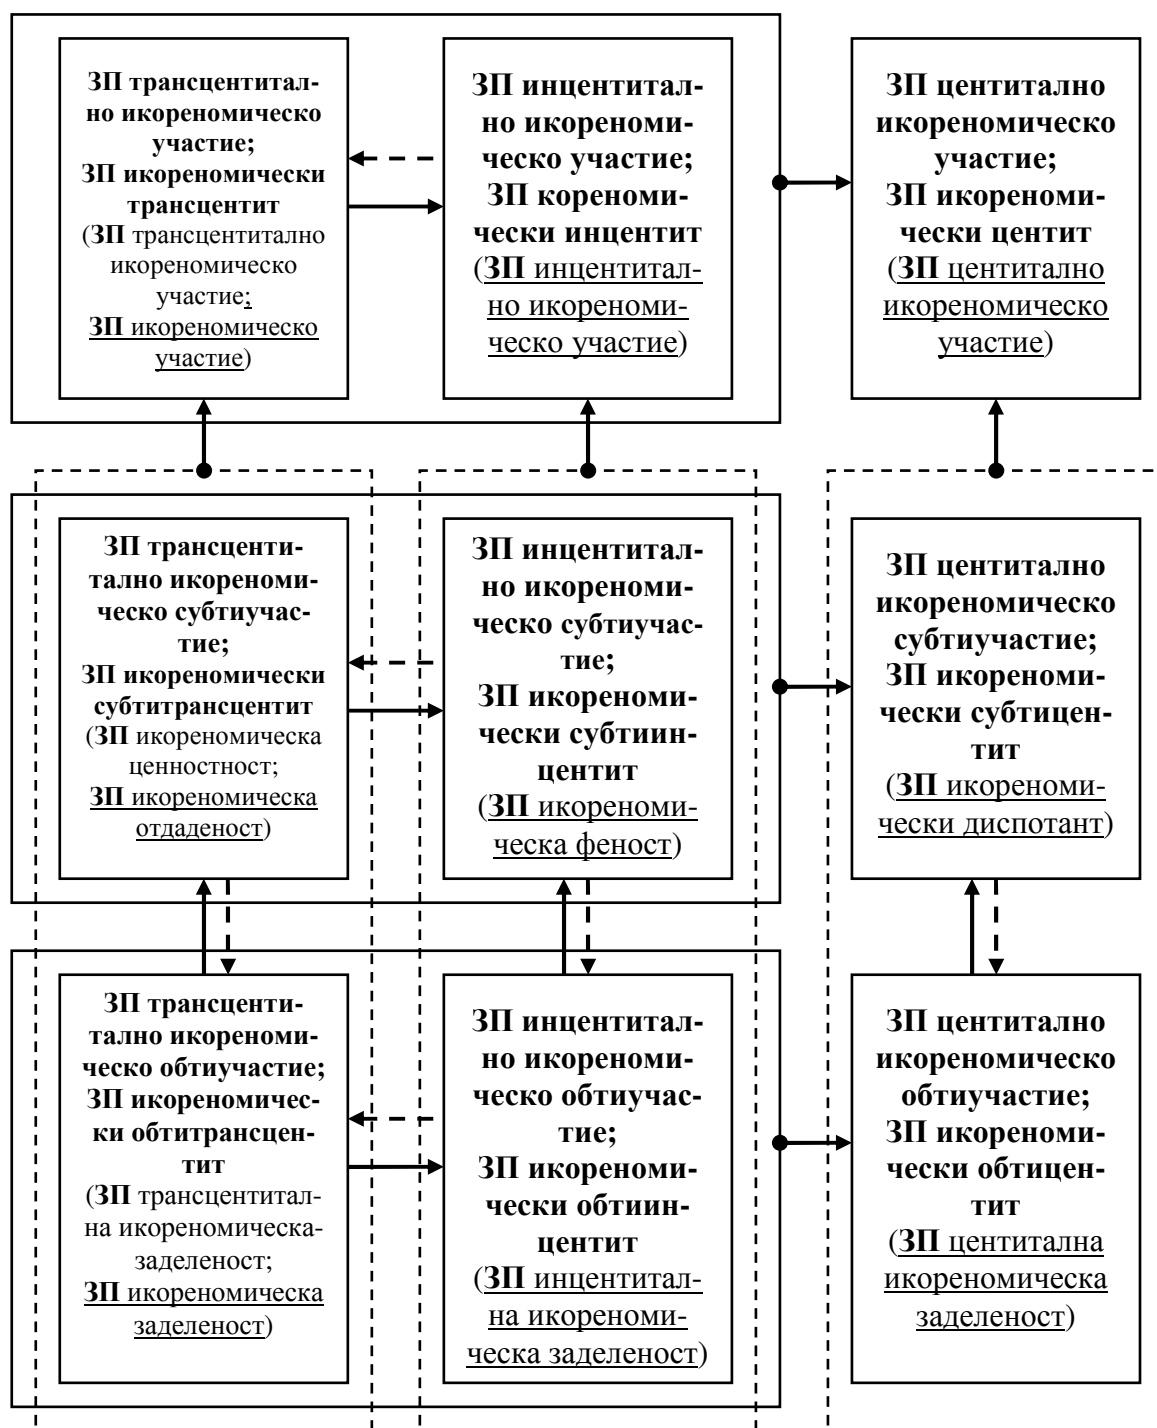 ЗП трансцентитал-
но икореномическо
участие;
ЗП икореномически
трансцентит
(ЗП трансцентитално
икореномическо
участие;
ЗП икореномическо
участие)
ЗП инцентитал-
но икореноми-
ческо участие;
ЗП кореноми-
чески инцентит
(ЗП инцентитал-
но икореноми-
ческо участие)
ЗП центитално
икореномическо
участие;
ЗП икореноми-
чески центит
(ЗП центитално
икореномическо
участие)
ЗП трансценти-
тално икореноми-
ческо субтиучас-
тие;
ЗП икореномически
субтитрансцентит
(ЗП икореномическа
ценностност;
ЗП икореномическа
отдаденост)
ЗП инцентитал-
но икореноми-
ческо субтиучас-
тие;
ЗП икореноми-
чески субтиин-
центит
(ЗП икореноми-
ческа феност)
ЗП центитално
икореномическо
субтиучастие;
ЗП икореноми-
чески субтицен-
тит
(ЗП икореноми-
чески диспотант)
ЗП трансценти-
тално икореноми-
ческо обтиучастие;
ЗП икореномичес-
ки обтитрансцен-
тит
(ЗП трансцентитал-
на икореномическа-
заделеност;
ЗП икореномическа
заделеност)
ЗП инцентитал-
но икореноми-
ческо обтиучас-
тие;
ЗП икореноми-
чески обтиин-
центит
(ЗП инцентитал-
на икореноми-
ческа заделеност)
ЗП центитално
икореномическо
обтиучастие;
ЗП икореноми-
чески обтицен-
тит
(ЗП центитална
икореномическа
заделеност)